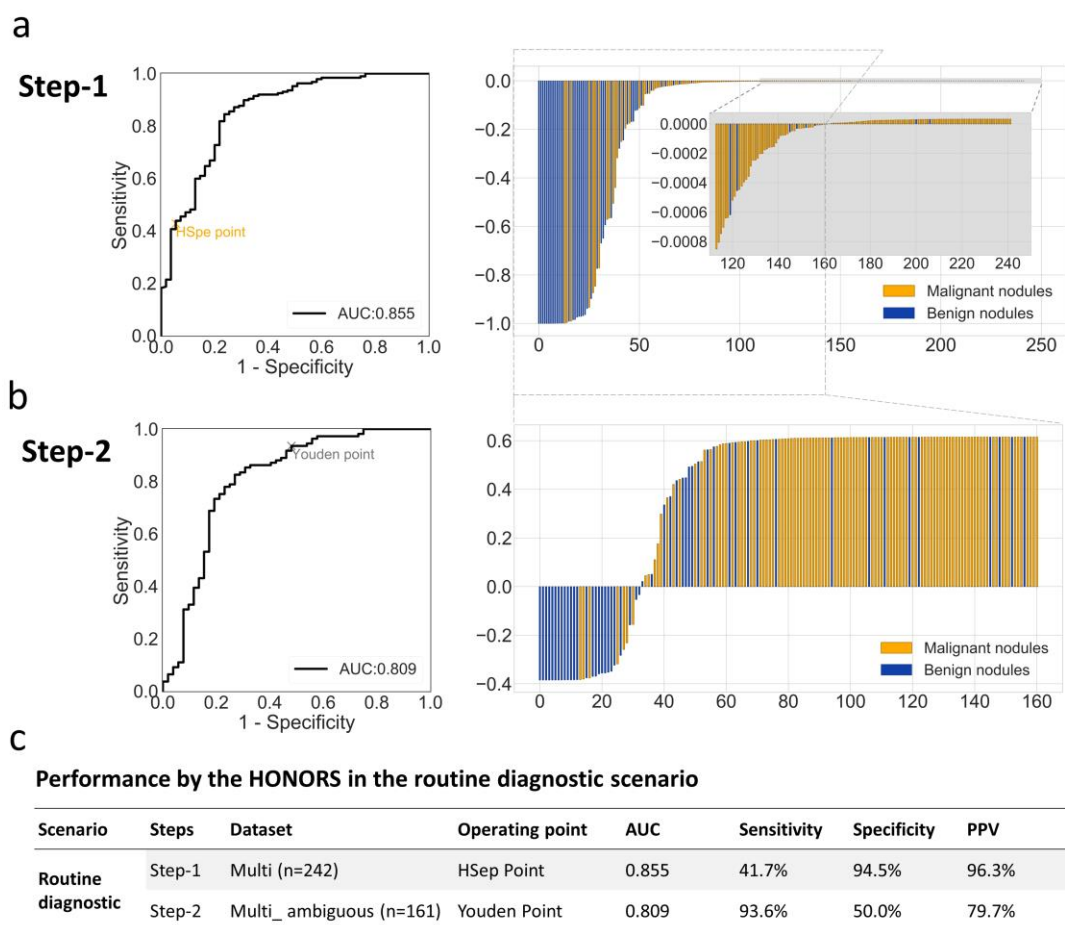 a
Step-1
Sensitivity
1.0
0.8
0.6
0.4
0.2
0.0
HSpe point
AUC:0.855
0.0 0.2 0.4 0.6 0.8 1.0
1 - Specificity
0.0
−0.2
−0.4
−0.6
−0.8
−1.0
0.0000
−0.0002
−0.0004
−0.0006
−0.0008
120 140 160 180 200 220 240
Malignant nodules
Benign nodules
0 50 100 150 200 250
b
Step-2
Sensitivity
1.0
0.8
0.6
0.4
0.2
0.0
Youden point
AUC:0.809
0.0 0.2 0.4 0.6 0.8 1.0
1 - Specificity
0.6
0.4
0.2
0.0
−0.2
−0.4
Malignant nodules
Benign nodules
0 20 40 60 80 100 120 140 160
c
Performance by the HONORS in the routine diagnostic scenario
Scenario Steps Dataset Operating point AUC Sensitivity Specificity PPV
Routine diagnostic
Step-1 Multi (n=242) HSep Point 0.855 41.7% 94.5% 96.3%
Step-2 Multi_ ambiguous (n=161) Youden Point 0.809 93.6% 50.0% 79.7%